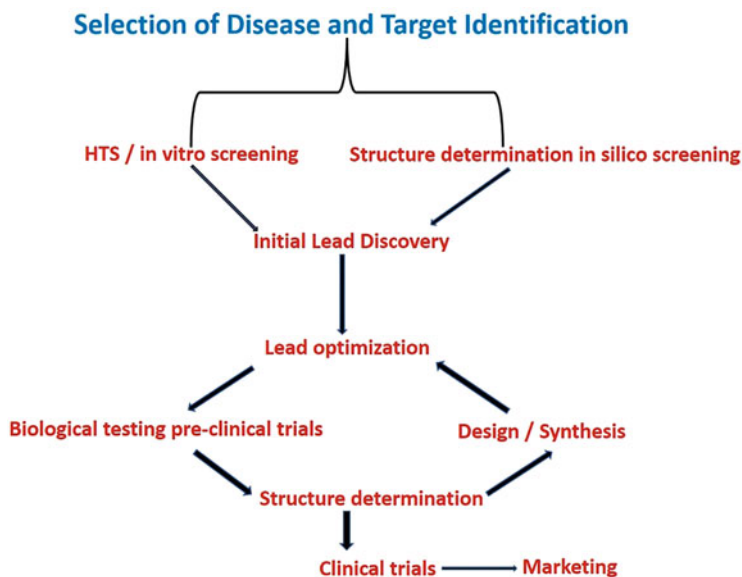 Selection of Disease and Target Identification
HTS / in vitro screening
Structure determination in silico screening
Initial Lead Discovery
Lead optimization
Biological testing pre-clinical trials
Design / Synthesis
Structure determination
Clinical trials
Marketing